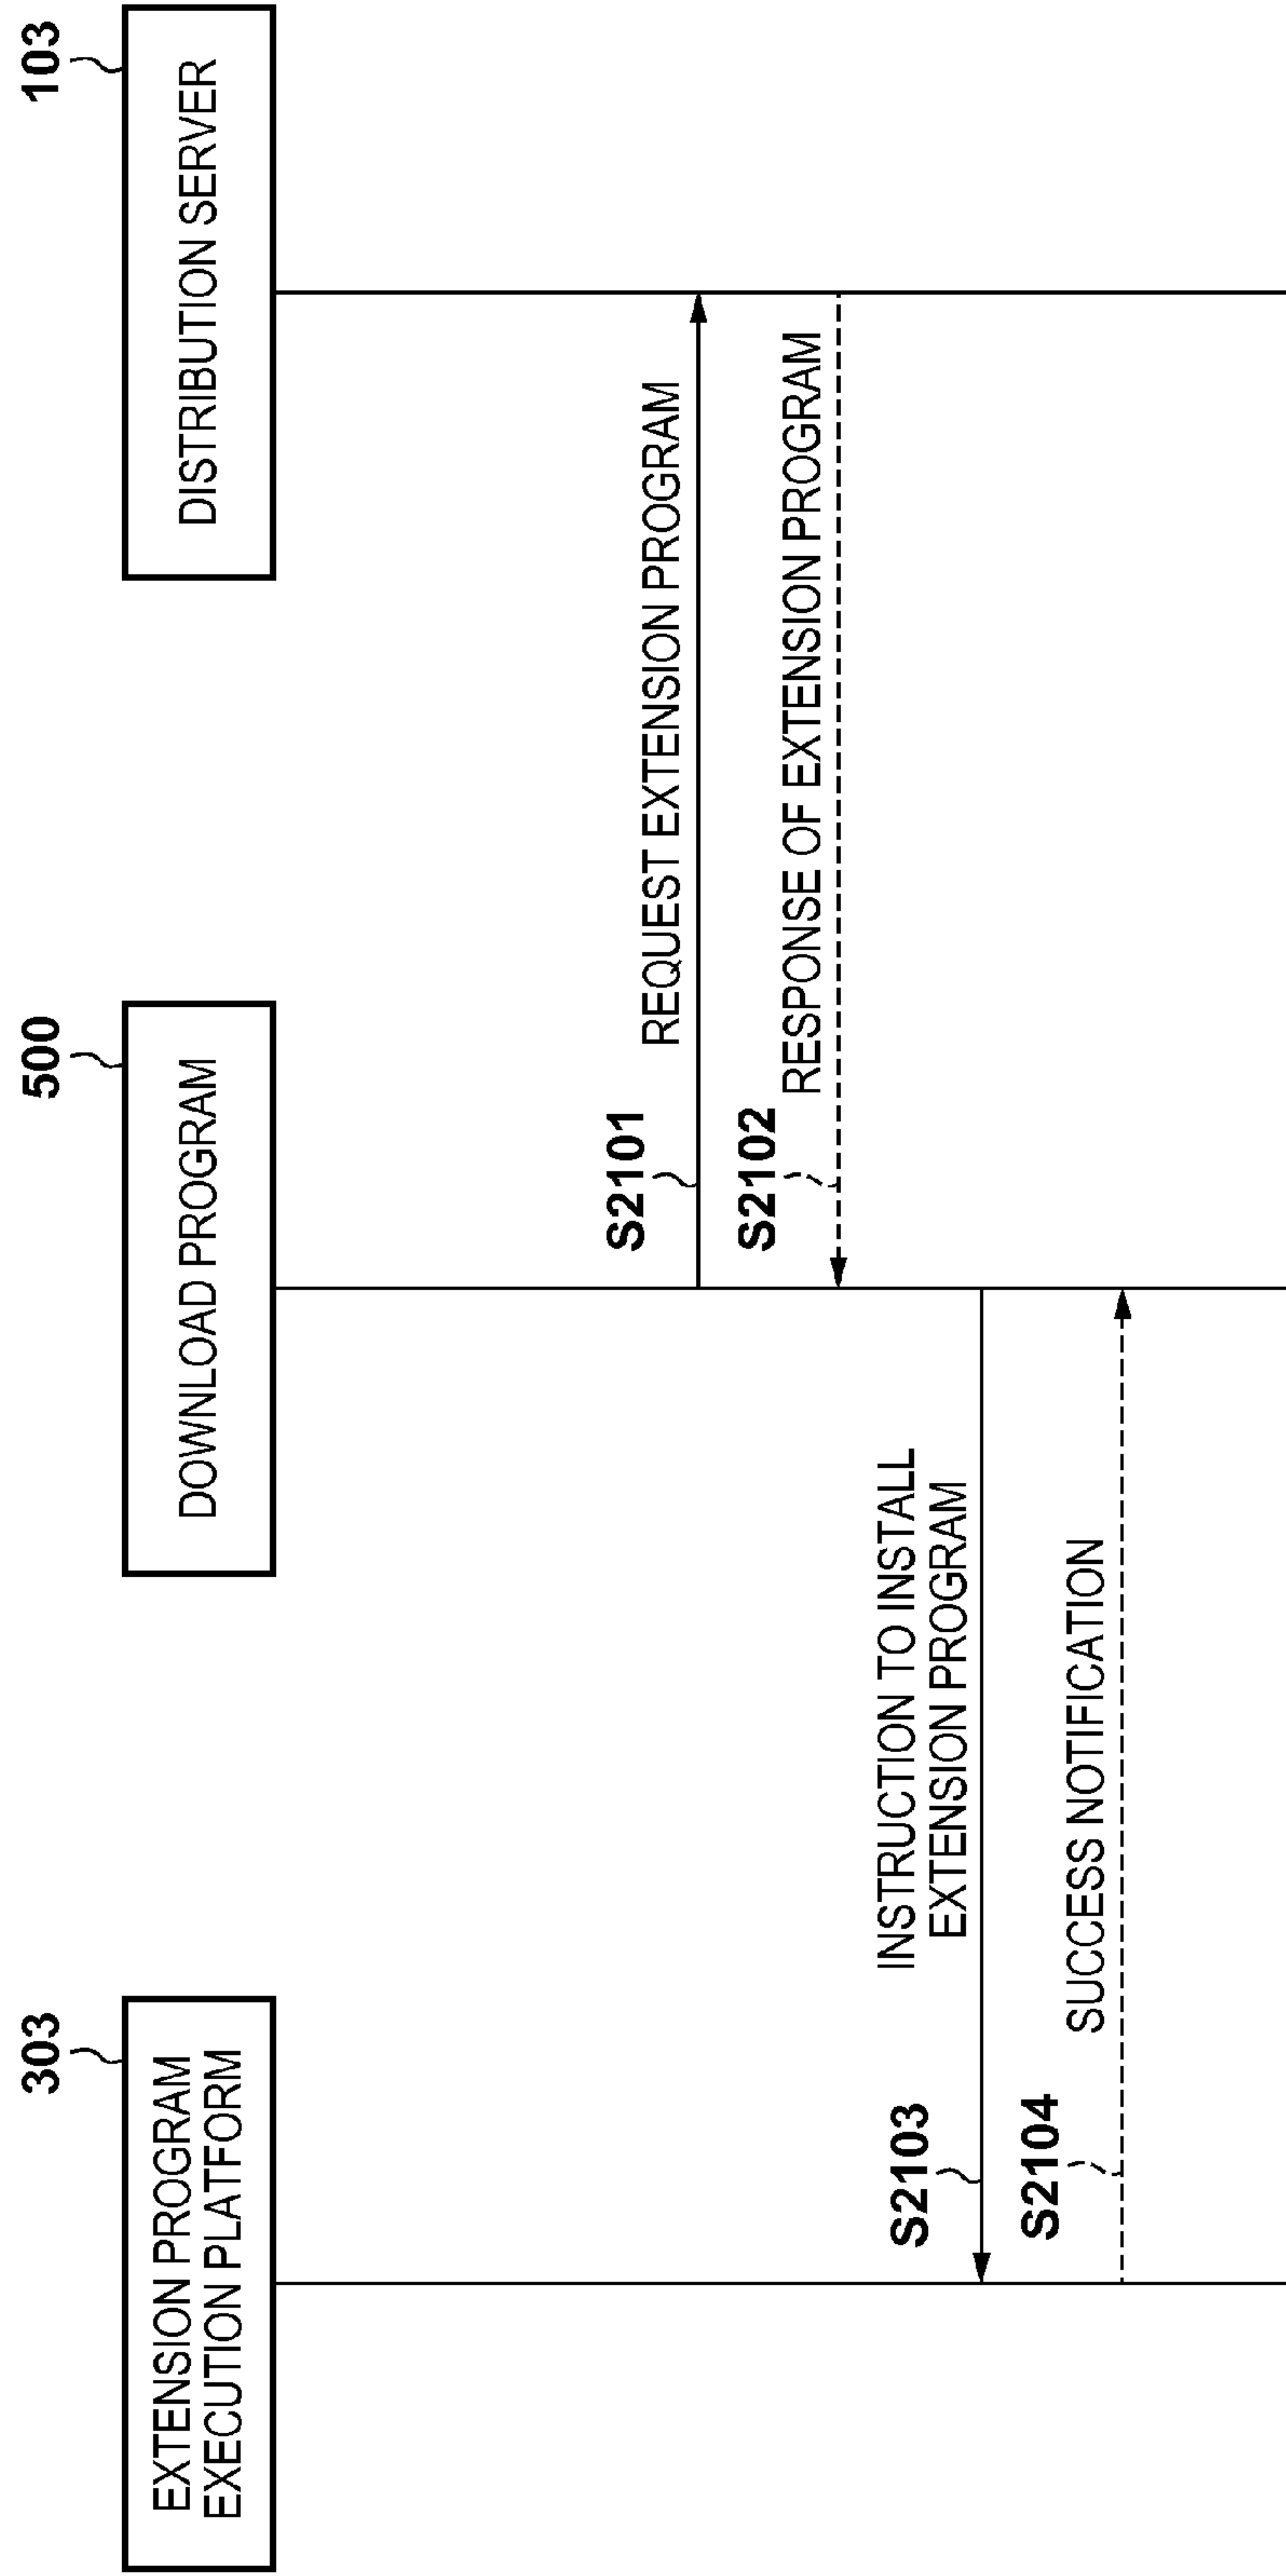 303
EXTENSION PROGRAM
EXECUTION PLATFORM
500
DOWNLOAD PROGRAM
103
DISTRIBUTION SERVER
S2101
REQUEST EXTENSION PROGRAM
S2102
RESPONSE OF EXTENSION PROGRAM
S2103
INSTRUCTION TO INSTALL
EXTENSION PROGRAM
S2104
SUCCESS NOTIFICATION